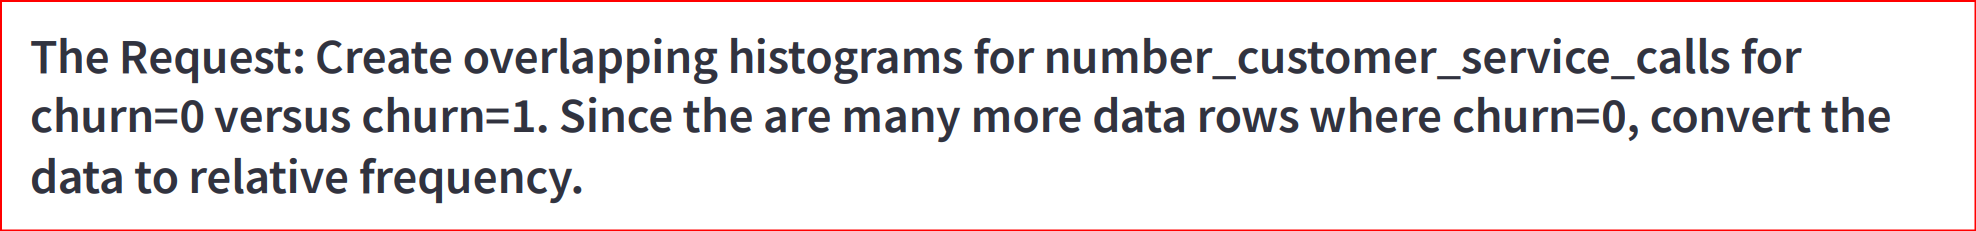 The Request: Create overlapping histograms for number_customer_service_calls for
churn=0 versus churn=1. Since the are many more data rows where churn=0, convert the
data to relative frequency.